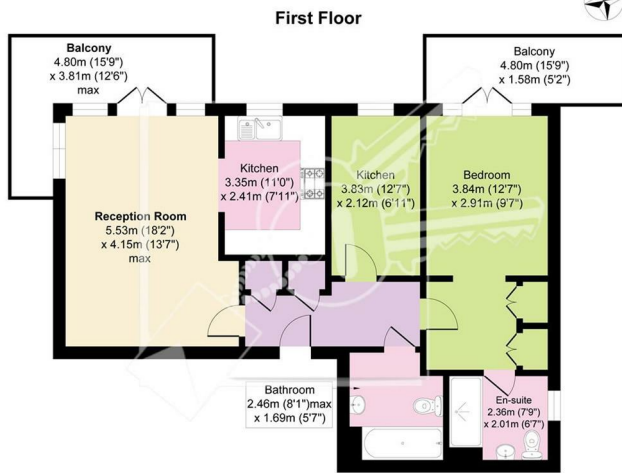 First Floor
Balcony
4.80m (15'9")
x 3.81m (12'6")
max
Balcony
4.80m (15'9")
x 1.58m (5'2")
Kitchen
3.35m (11'0")
x 2.41m (7'11")
Kitchen
3.83m (12'7")
x 2.12m (6'11")
Bedroom
3.84m (12'7")
x 2.91m (9'7")
Reception Room
5.53m (18'2")
x 4.15m (13'7")
max
Bathroom
2.46m (8'1")max
x 1.69m (5'7")
En-suite
2.36m (7'9")
x 2.01m (6'7")